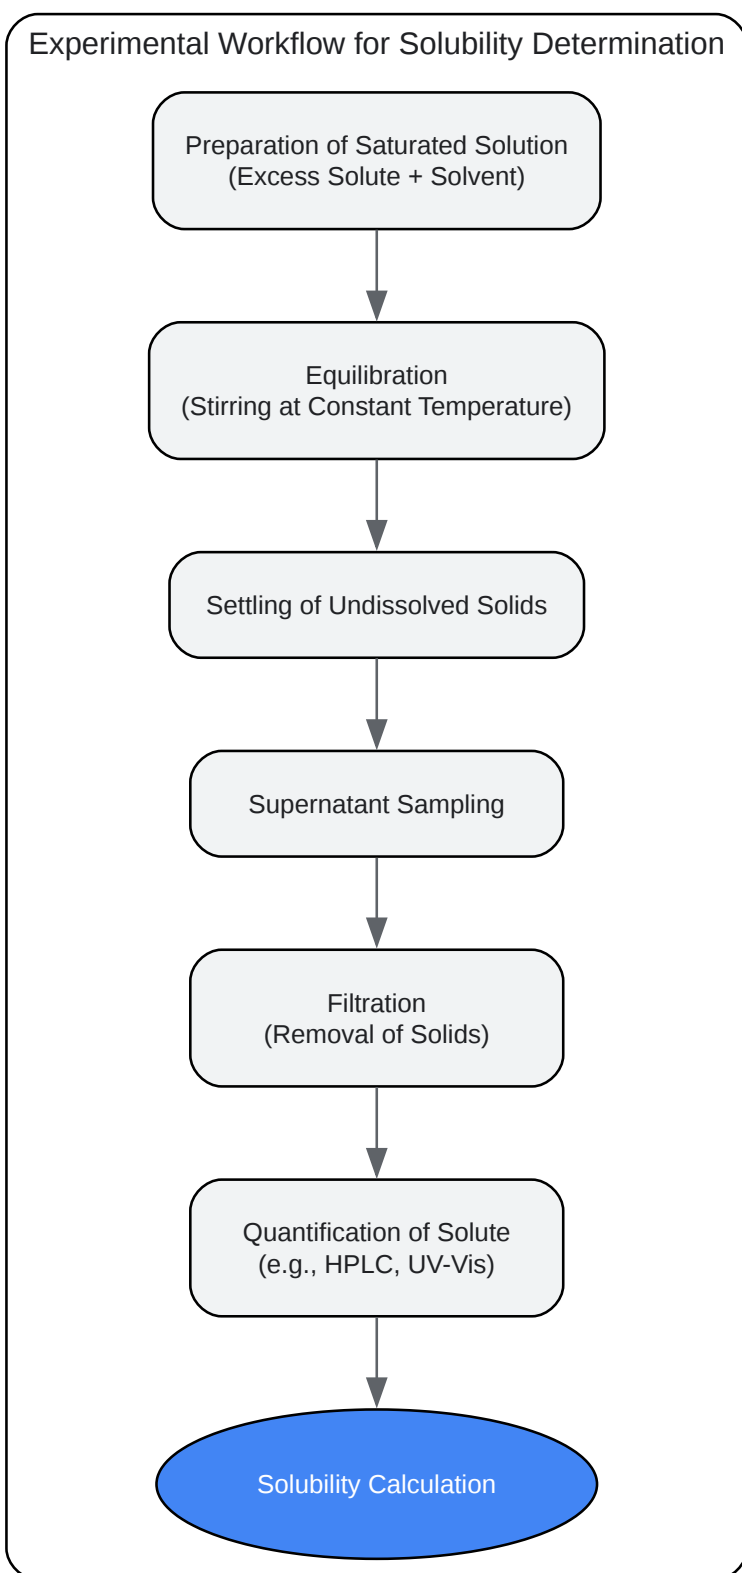 Experimental Workflow for Solubility Determination
Preparation of Saturated Solution
(Excess Solute + Solvent)
Equilibration
(Stirring at Constant Temperature)
Settling of Undissolved Solids
Supernatant Sampling
Filtration
(Removal of Solids)
Quantification of Solute
(e.g., HPLC, UV-Vis)
Solubility Calculation